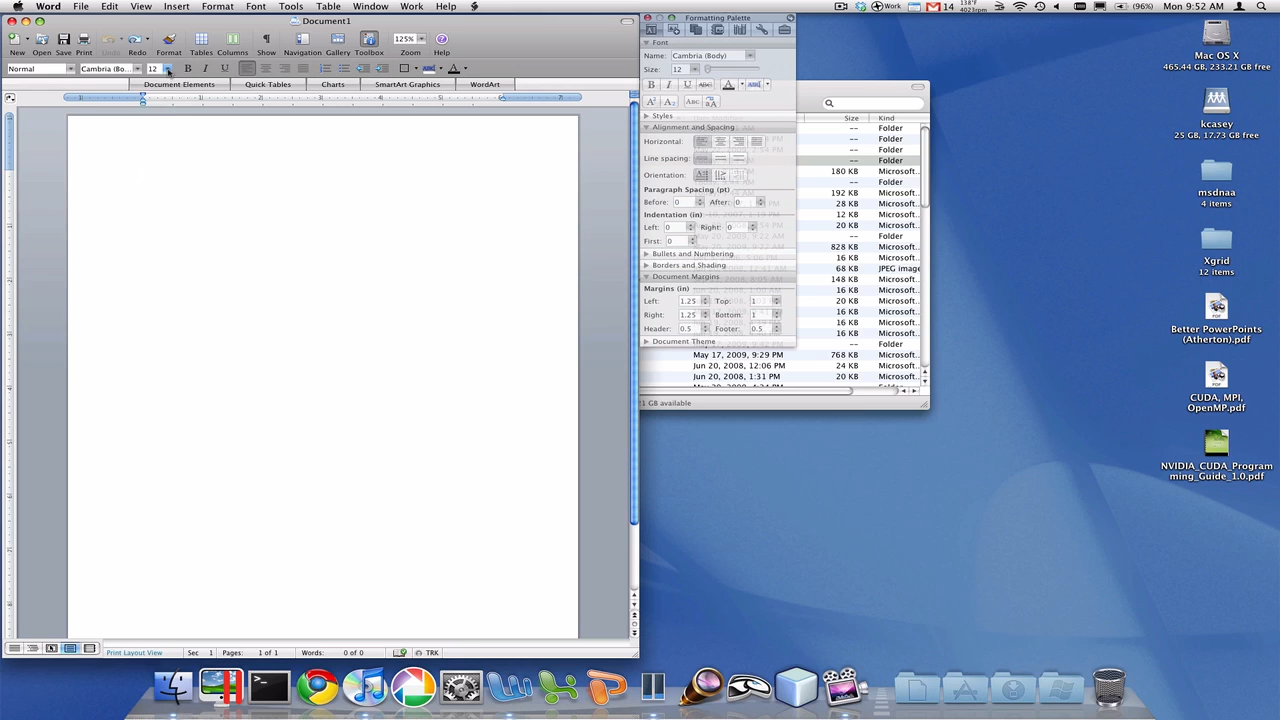 Word File Edit View Insert Format Font Tools Table Window Work Help
Work M 14 138°F 4023rpm (96%) Mon 9:52 AM
Document1
New Open Save Print Undo Redo Format Tables Columns Show Navigation Gallery Toolbox Zoom Help
125%
Normal Cambria (Bo... 12 B I U
Document Elements Quick Tables Charts SmartArt Graphics WordArt
Print Layout View Sec 1 Pages: 1 of 1 Words: 0 of 0 TRK
Formatting Palette
Font
Name: Cambria (Body)
Size: 12
B I U ABC
A² A₂ ABC
Styles
Alignment and Spacing
Horizontal:
Line spacing:
Orientation:
Paragraph Spacing (pt)
Before: 0 After: 0
Indentation (in)
Left: 0 Right: 0
First: 0
Bullets and Numbering
Borders and Shading
Document Margins
Margins (in)
Left: 1.25 Top: 1
Right: 1.25 Bottom: 1
Header: 0.5 Footer: 0.5
Document Theme
Size Kind
-- Folder
-- Folder
-- Folder
-- Folder
180 KB Microsoft..
-- Folder
192 KB Microsoft..
28 KB Microsoft..
12 KB Microsoft..
20 KB Microsoft..
-- Folder
828 KB Microsoft..
16 KB Microsoft..
68 KB JPEG image
148 KB Microsoft..
16 KB Microsoft..
20 KB Microsoft..
16 KB Microsoft..
16 KB Microsoft..
16 KB Microsoft..
-- Folder
May 17, 2009, 9:29 PM 768 KB Microsoft..
Jun 20, 2008, 12:06 PM 24 KB Microsoft..
Jun 20, 2008, 1:31 PM 20 KB Microsoft..
GB available
Mac OS X
465.44 GB, 233.21 GB free
kcasey
25 GB, 17.73 GB free
msdnaa
4 items
Xgrid
12 items
Better PowerPoints
(Atherton).pdf
CUDA, MPI,
OpenMP.pdf
NVIDIA_CUDA_Program
ming_Guide_1.0.pdf